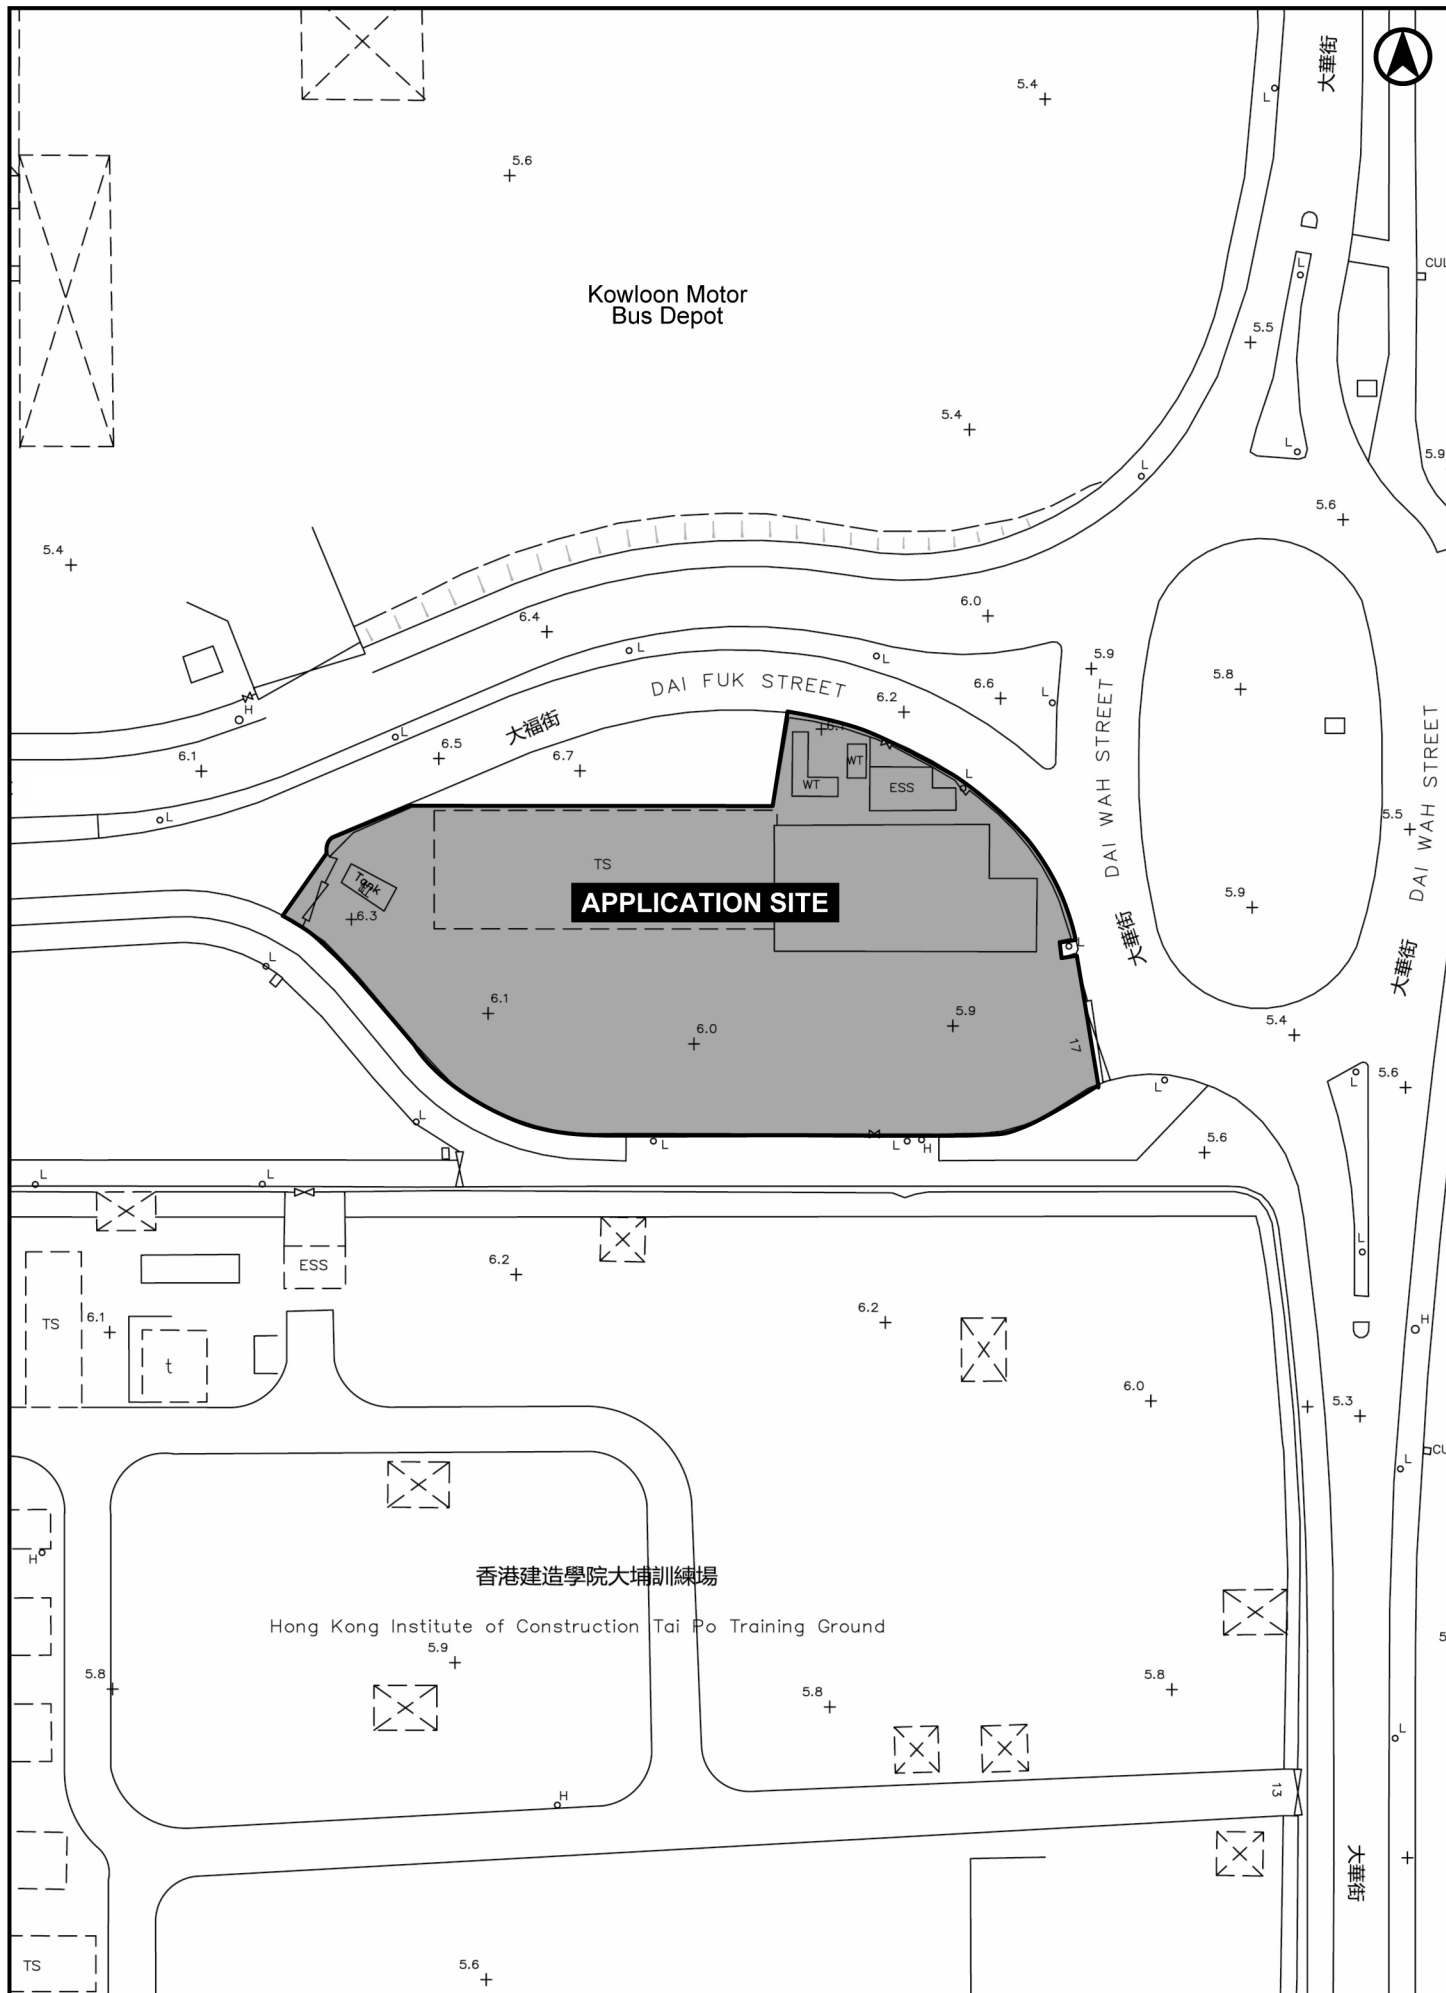 大華街
L
5.4
5.6
L
CUL
Kowloon Motor
Bus Depot
5.5
5.4
L
5.9
L
5.6
5.4
6.0
6.4
L
L
5.9
5.8
DAI FUK STREET
6.2
6.6
L
H
大福街
L
6.5
6.7
6.1
DAI WAH STREET
DAI WAH STREET
WT
WT
ESS
L
L
5.5
TS
Tank
APPLICATION SITE
6.3
5.9
大華街
大華街
L
L
6.1
5.9
6.0
17
5.4
L
L
5.6
L
L
L
H
5.6
L
L
ESS
6.2
L
TS
6.1
6.2
H
t
6.0
5.3
CU
L
H
香港建造學院大埔訓練場
Hong Kong Institute of Construction Tai Po Training Ground
5.9
5.8
5.8
5.8
L
H
13
大華街
TS
5.6